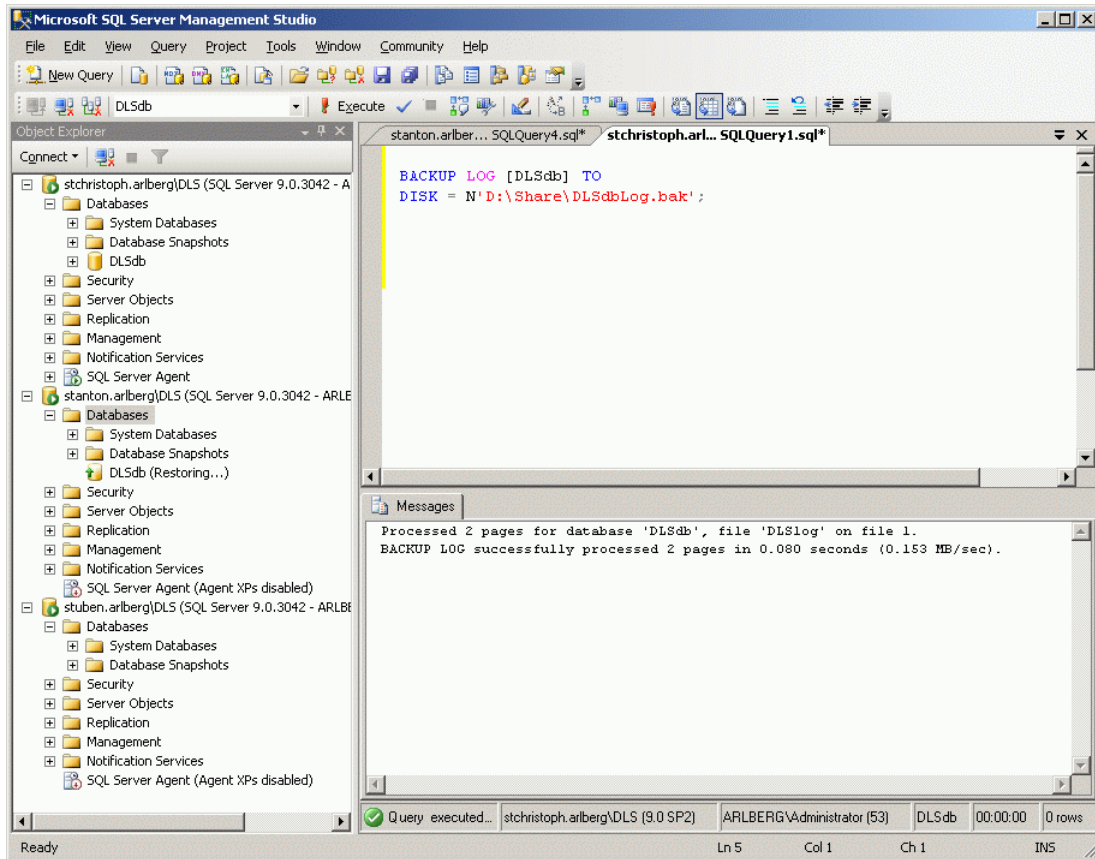 Microsoft SQL Server Management Studio
File Edit View Query Project Tools Window Community Help
New Query
DLSdb Execute
Object Explorer
Connect
stchristoph.arlberg\DLS (SQL Server 9.0.3042 - A
Databases
System Databases
Database Snapshots
DLSdb
Security
Server Objects
Replication
Management
Notification Services
SQL Server Agent
stanton.arlberg\DLS (SQL Server 9.0.3042 - ARLE
Databases
System Databases
Database Snapshots
DLSdb (Restoring...)
Security
Server Objects
Replication
Management
Notification Services
SQL Server Agent (Agent XPs disabled)
stuben.arlberg\DLS (SQL Server 9.0.3042 - ARLBE
Databases
System Databases
Database Snapshots
Security
Server Objects
Replication
Management
Notification Services
SQL Server Agent (Agent XPs disabled)
stanton.arlber... SQLQuery4.sql* stchristoph.arl... SQLQuery1.sql*
BACKUP LOG [DLSdb] TO
DISK = N'D:\Share\DLSdbLog.bak';
Messages
Processed 2 pages for database 'DLSdb', file 'DLSlog' on file 1.
BACKUP LOG successfully processed 2 pages in 0.080 seconds (0.153 MB/sec).
Query executed... stchristoph.arlberg\DLS (9.0 SP2) ARLBERG\Administrator (53) DLSdb 00:00:00 0 rows
Ready Ln 5 Col 1 Ch 1 INS